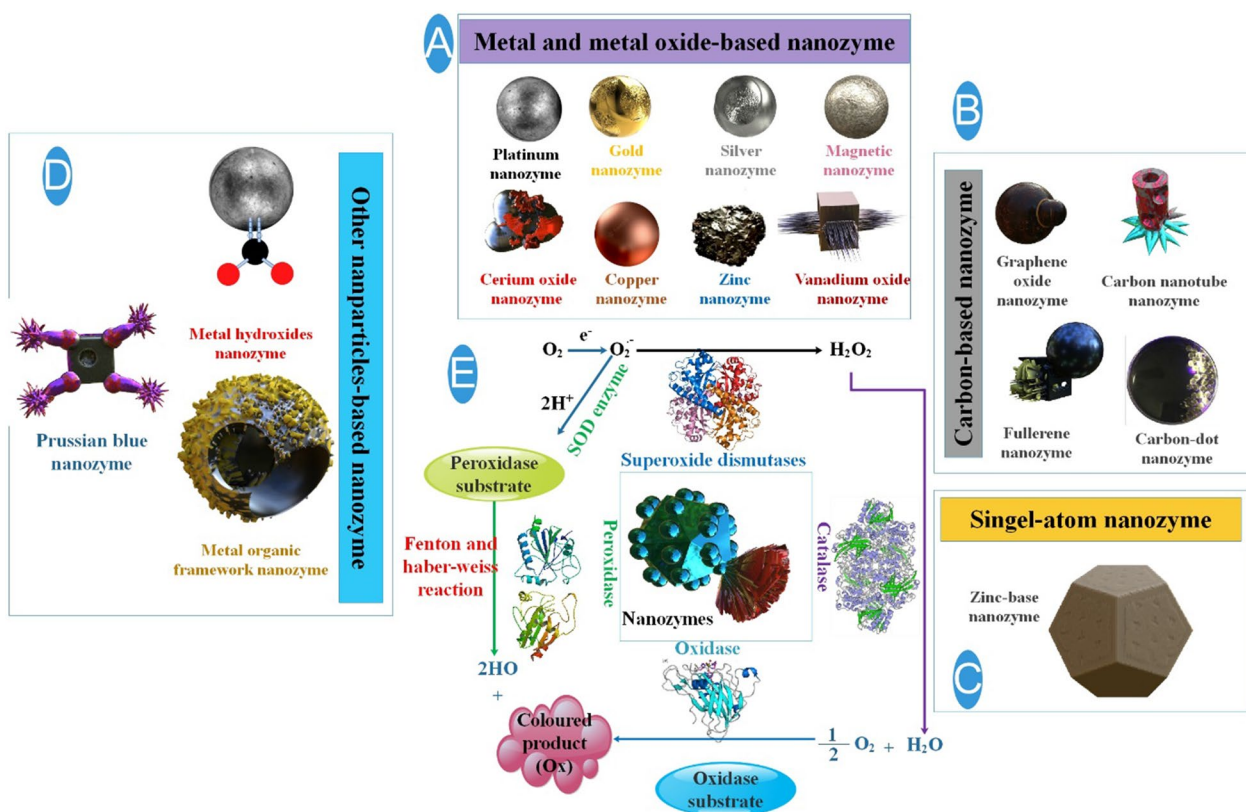 A
Metal and metal oxide-based nanozyme
Platinum
nanozyme
Gold
nanozyme
Silver
nanozyme
Magnetic
nanozyme
Cerium oxide
nanozyme
Copper
nanozyme
Zinc
nanozyme
Vanadium oxide
nanozyme
B
Carbon-based nanozyme
Graphene
oxide
nanozyme
Carbon nanotube
nanozyme
Fullerene
nanozyme
Carbon-dot
nanozyme
Singel-atom nanozyme
Zinc-base
nanozyme
C
D
Other nanparticles-based nanozyme
Metal hydroxides
nanozyme
Prussian blue
nanozyme
Metal organic
framework nanozyme
E
O₂ e⁻ O₂·⁻ H₂O₂
2H⁺
SOD enzyme
Superoxide dismutases
Peroxidase
substrate
Fenton and
haber-weiss
reaction
Peroxidase
Nanozymes
Catalase
Oxidase
2HO
+
Coloured
product
(Ox)
1/2 O₂ + H₂O
Oxidase
substrate